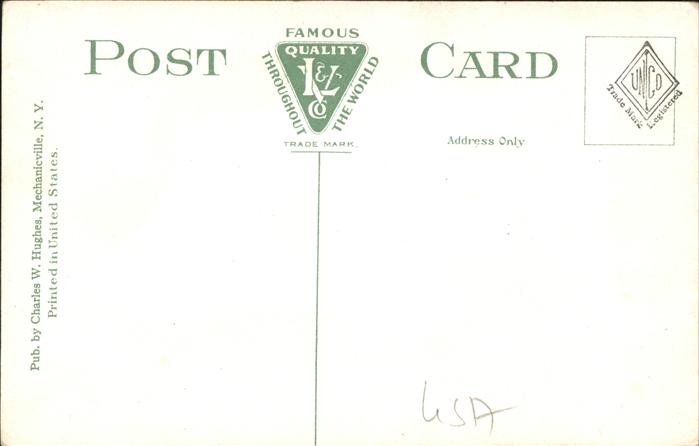 POST CARD
FAMOUS
QUALITY
THROUGHOUT
THE WORLD
TRADE MARK.
Address Only
UNICO
Trade Mark
Registered
Pub. by Charles W. Hughes, Mechanicville, N. Y.
Printed in United States.
USA